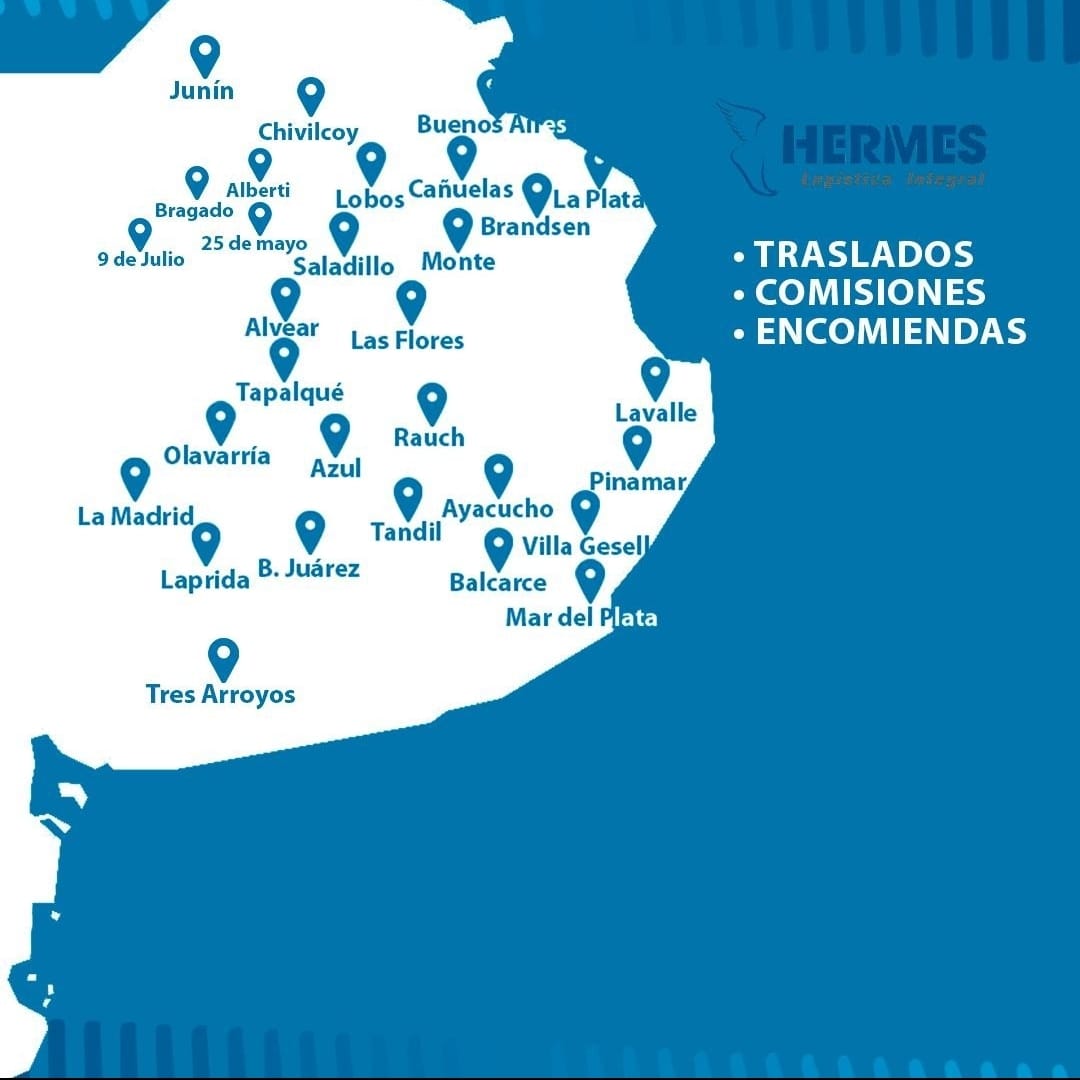 Junín
Chivilcoy
Buenos Aires
HERMES
Logística Integral
Alberti
Lobos
Cañuelas
La Plata
Bragado
Brandsen
25 de mayo
9 de Julio
Saladillo
Monte
• TRASLADOS
• COMISIONES
• ENCOMIENDAS
Alvear
Las Flores
Tapalqué
Lavalle
Rauch
Olavarría
Azul
Pinamar
La Madrid
Ayacucho
Tandil
Villa Gesell
Laprida
B. Juárez
Balcarce
Mar del Plata
Tres Arroyos